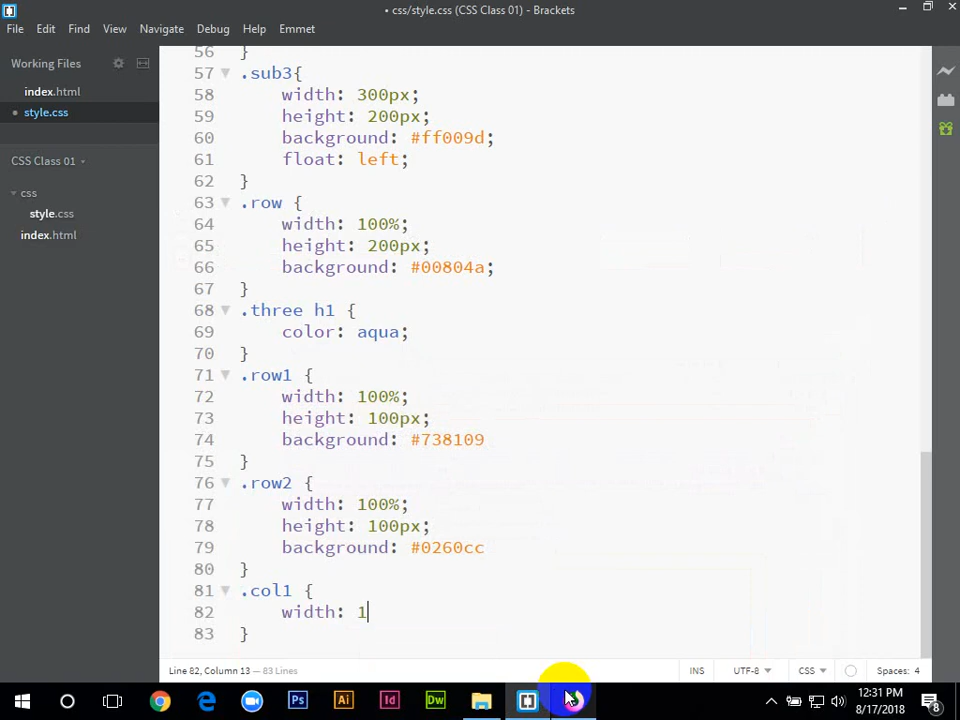 css/style.css (CSS Class 01) - Brackets
File Edit Find View Navigate Debug Help Emmet
Working Files
index.html
style.css
CSS Class 01
css
style.css
index.html
56 }
57 .sub3{
58 width: 300px;
59 height: 200px;
60 background: #ff009d;
61 float: left;
62 }
63 .row {
64 width: 100%;
65 height: 200px;
66 background: #00804a;
67 }
68 .three h1 {
69 color: aqua;
70 }
71 .row1 {
72 width: 100%;
73 height: 100px;
74 background: #738109
75 }
76 .row2 {
77 width: 100%;
78 height: 100px;
79 background: #0260cc
80 }
81 .col1 {
82 width: 1
83 }
Line 82, Column 13 — 83 Lines
INS UTF-8 CSS Spaces: 4
Ps Ai Id Dw
12:31 PM
8/17/2018
8